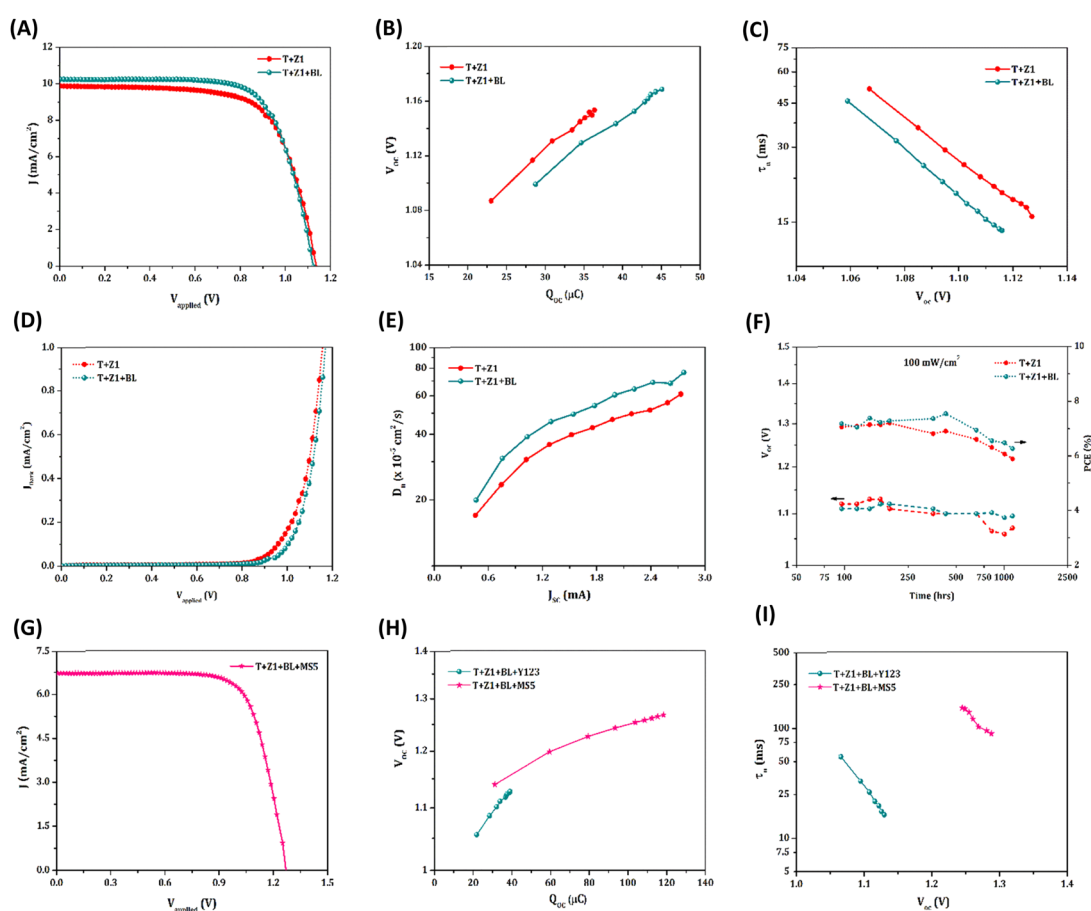 (A)
T+Z1
T+Z1+BL
J (mA/cm²)
12
10
8
6
4
2
0
0.0 0.2 0.4 0.6 0.8 1.0 1.2
V_applied (V)
(B)
T+Z1
T+Z1+BL
V_OC (V)
1.20
1.16
1.12
1.08
1.04
15 20 25 30 35 40 45 50
Q_OC (μC)
(C)
T+Z1
T+Z1+BL
τ_n (ms)
75
60
45
30
15
1.04 1.06 1.08 1.10 1.12 1.14
V_oc (V)
(D)
T+Z1
T+Z1+BL
1.0
0.8
0.6
0.4
0.2
0.0
0.0 0.2 0.4 0.6 0.8 1.0 1.2
V_applied (V)
(E)
T+Z1
T+Z1+BL
D_n (x 10⁻⁵ cm²/s)
100
80
60
40
20
0.0 0.6 1.2 1.8 2.4 3.0
J_SC (mA)
(F)
100 mW/cm²
T+Z1
T+Z1+BL
V_oc (V)
1.5
1.4
1.3
1.2
1.1
1
PCE (%)
10
8
6
4
2
50 75 100 250 500 750 1000 2500
Time (hrs)
(G)
T+Z1+BL+MS5
J (mA/cm²)
7.5
6.0
4.5
3.0
1.5
0.0
0.0 0.3 0.6 0.9 1.2 1.5
V_applied (V)
(H)
T+Z1+BL+Y123
T+Z1+BL+MS5
V_OC (V)
1.4
1.3
1.2
1.1
1
0 20 40 60 80 100 120 140
Q_OC (μC)
(I)
T+Z1+BL+Y123
T+Z1+BL+MS5
τ_n (ms)
500
250
100
75
50
25
10
7.5
5
1.0 1.1 1.2 1.3 1.4
V_oc (V)